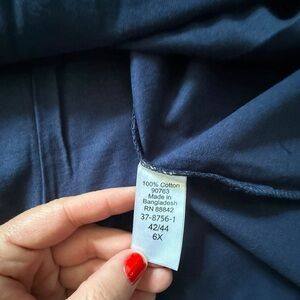 100% Cotton
90763
Made in
Bangladesh
RN 88842
37-8756-1
42/44
6X